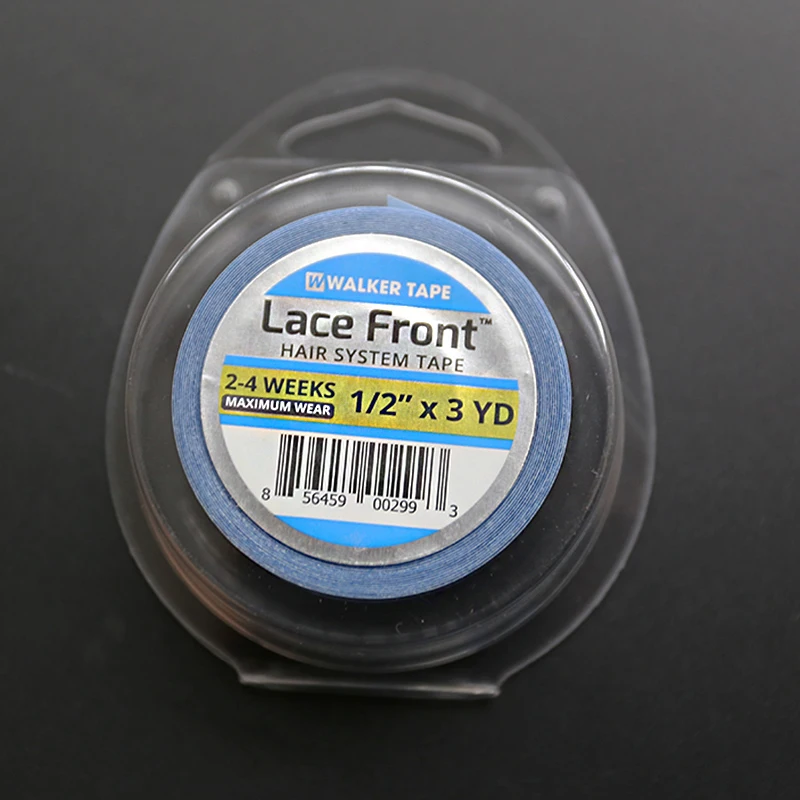 W WALKER TAPE
Lace Front™
HAIR SYSTEM TAPE
2-4 WEEKS
MAXIMUM WEAR
1/2” x 3 YD
8 56459 00299 3